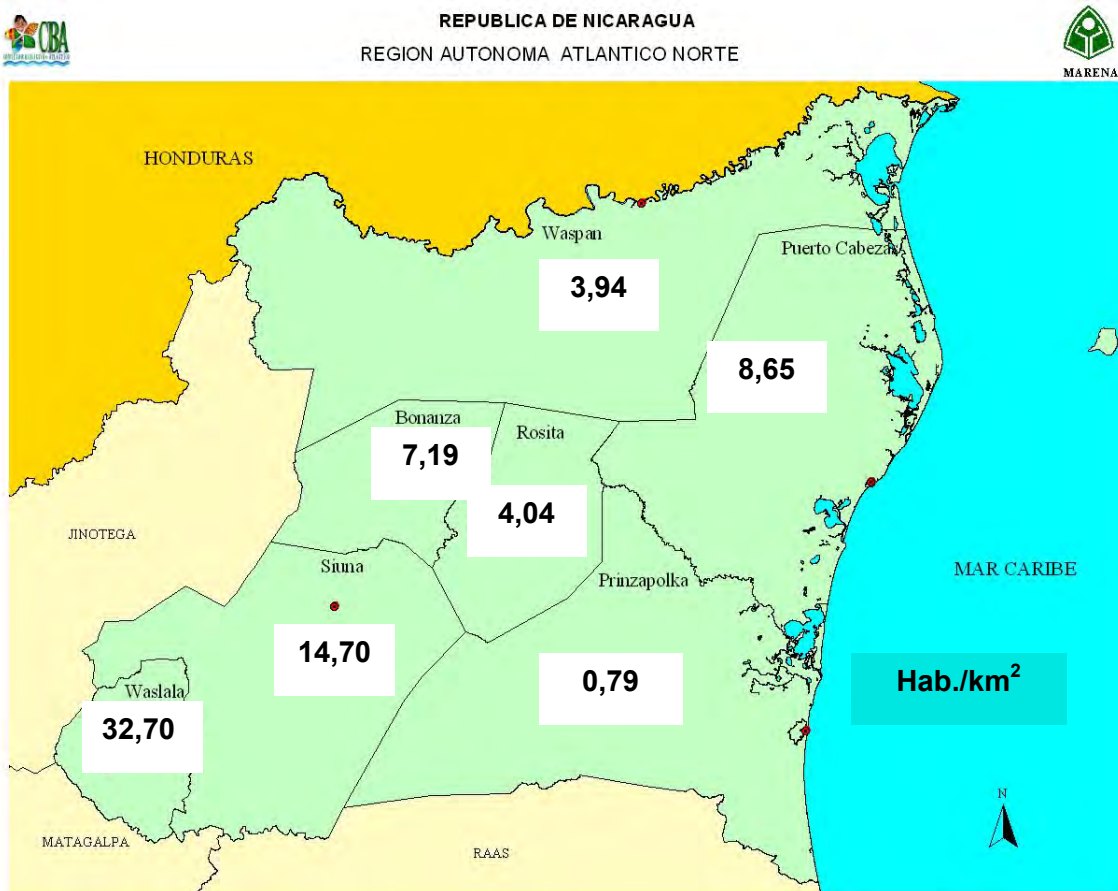 REPUBLICA DE NICARAGUA
REGION AUTONOMA ATLANTICO NORTE
CBA
MARENA
HONDURAS
Waspan
3,94
Puerto Cabezas
8,65
Bonanza
7,19
Rosita
4,04
JINOTEGA
Siuna
14,70
Prinzapolka
0,79
MAR CARIBE
Hab./km²
Waslala
32,70
N
MATAGALPA
RAAS